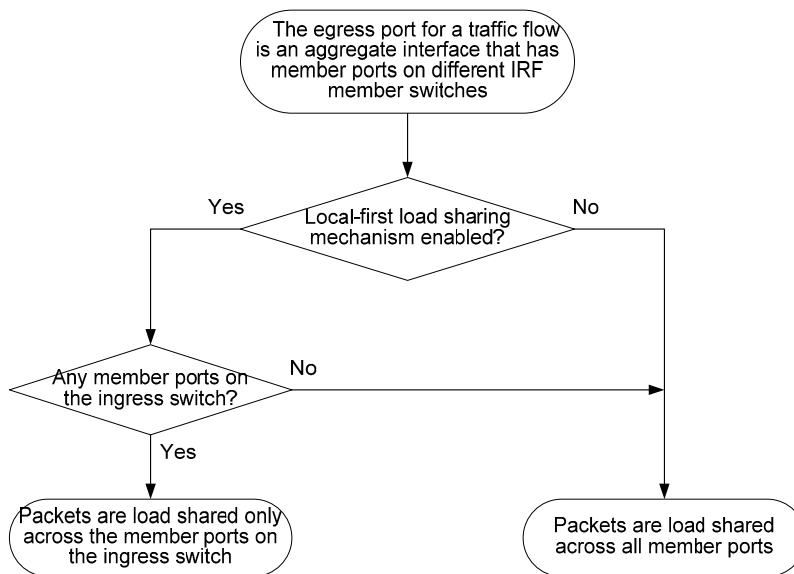 The egress port for a traffic flow
is an aggregate interface that has
member ports on different IRF
member switches
Yes
Local-first load sharing
mechanism enabled?
No
Any member ports on
the ingress switch?
No
Yes
Packets are load shared only
across the member ports on
the ingress switch
Packets are load shared
across all member ports